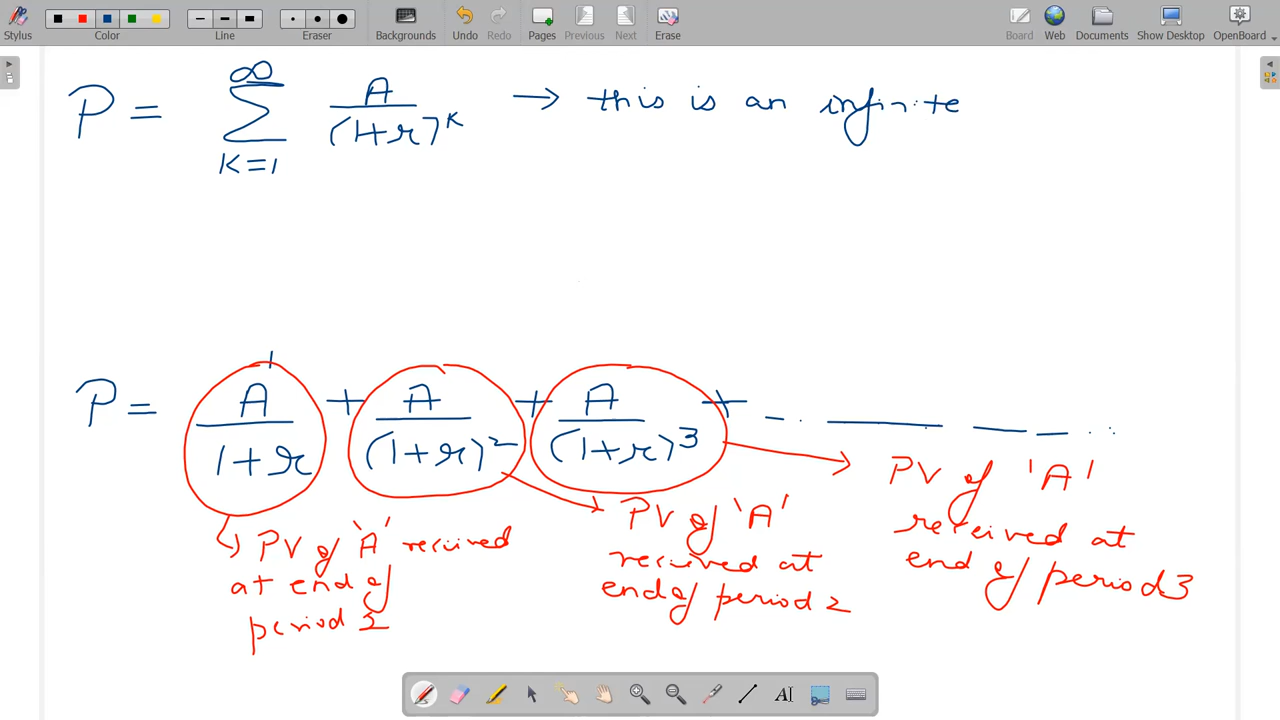 Stylus Color Line Eraser Backgrounds Undo Redo Pages Previous Next Erase Board Web Documents Show Desktop OpenBoard
P = ∞ ∑ K=1 A/(1+r)^K → this is an infinite
P = A/1+r + A/(1+r)^2 + A/(1+r)^3 + - . — — — . .
PV of 'A' received
at end of
period 1
PV of 'A'
received at
end of period 2
PV of 'A'
received at
end of period 3
AI